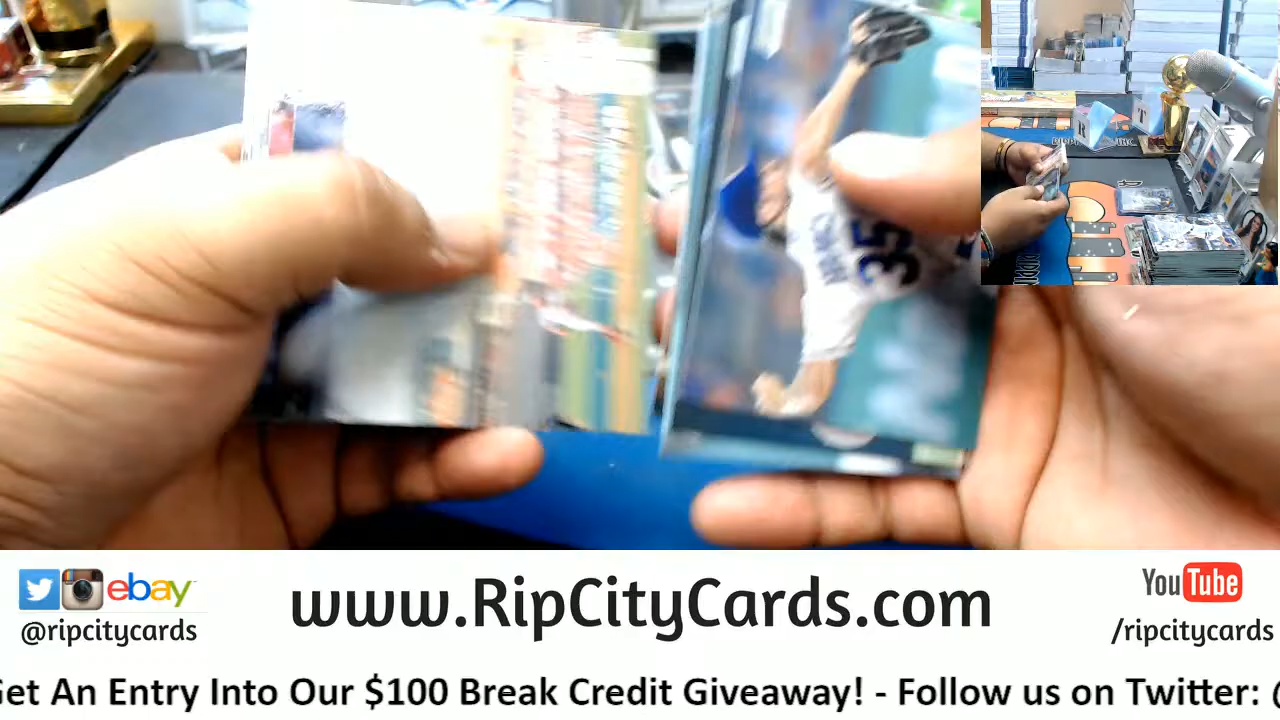 35
R
T
ebay
@ripcitycards
www.RipCityCards.com
YouTube
/ripcitycards
Get An Entry Into Our $100 Break Credit Giveaway! - Follow us on Twitter: